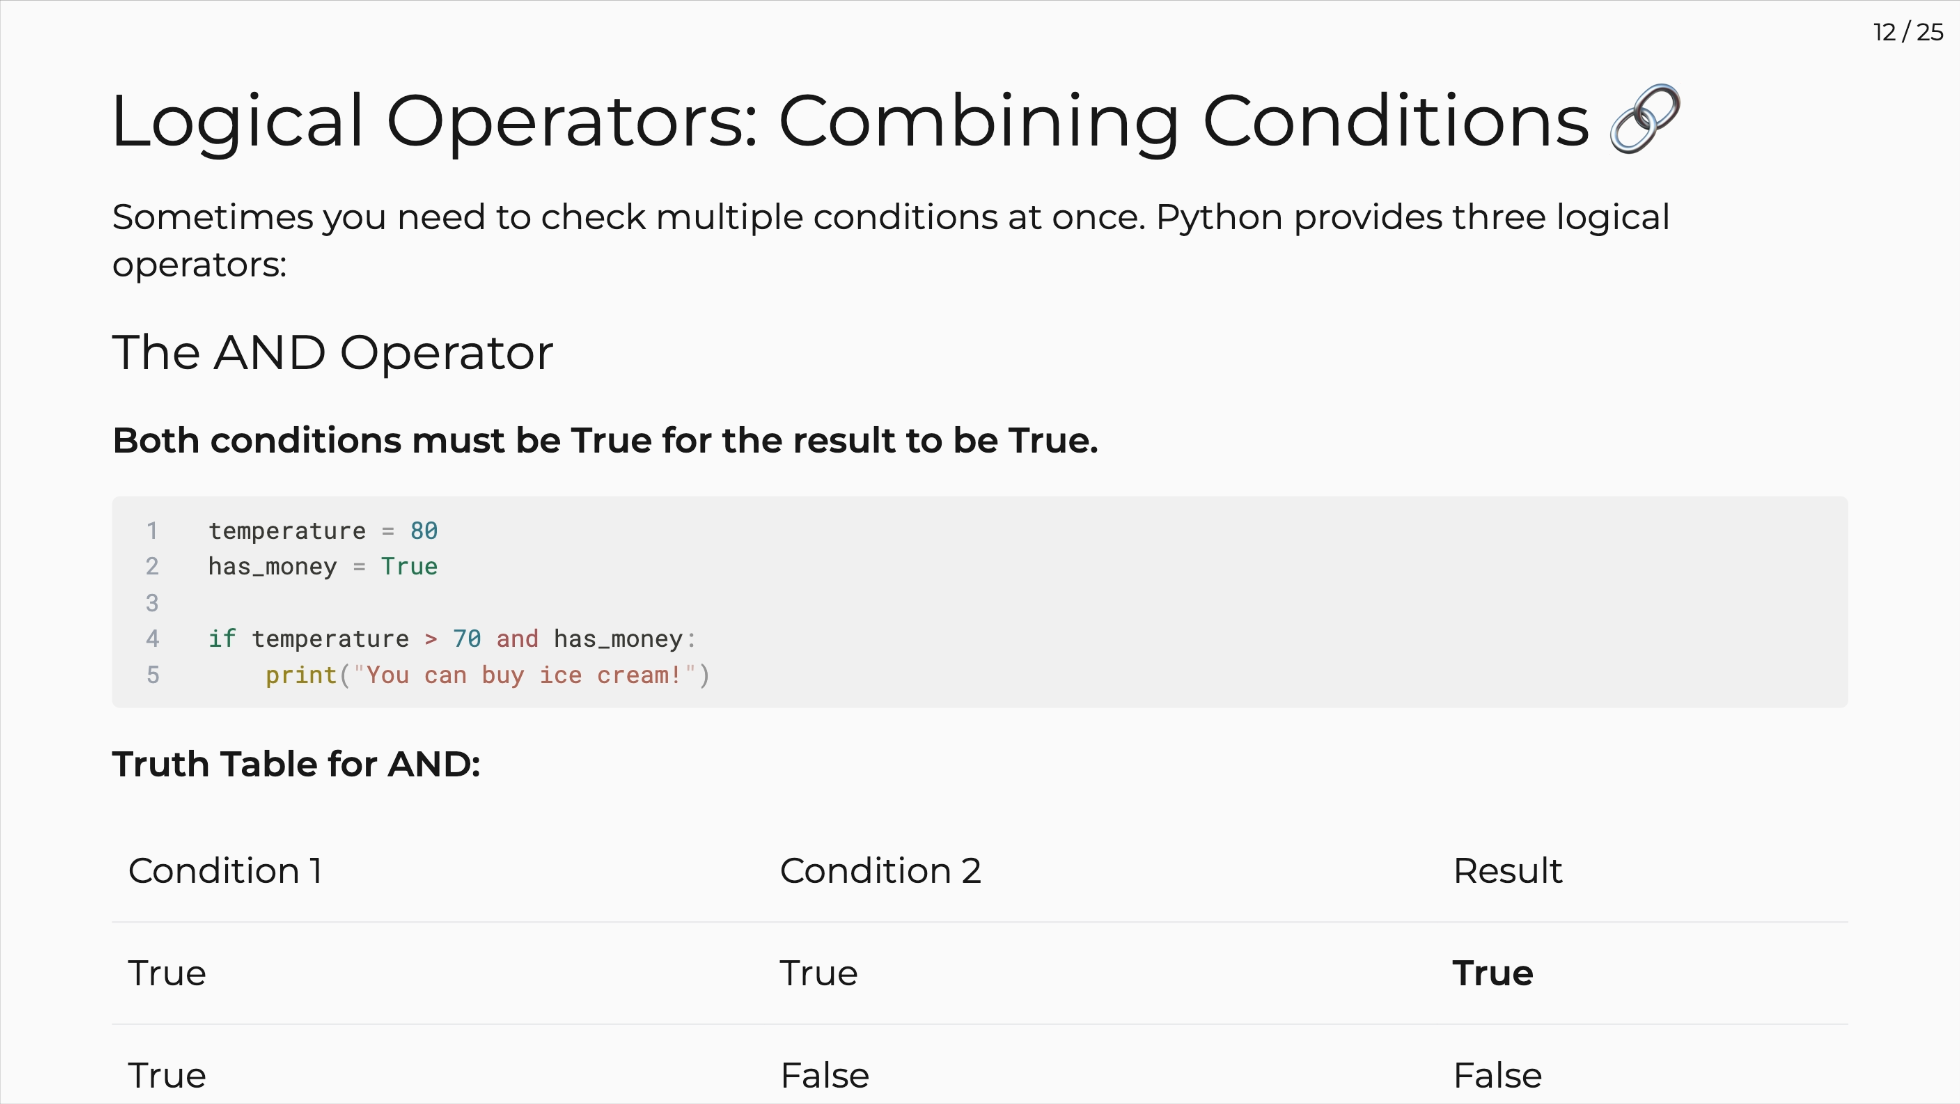 12 / 25
Logical Operators: Combining Conditions 🔗
Sometimes you need to check multiple conditions at once. Python provides three logical
operators:
The AND Operator
Both conditions must be True for the result to be True.
1 temperature = 80
2 has_money = True
3
4 if temperature > 70 and has_money:
5     print("You can buy ice cream!")
Truth Table for AND:
Condition 1 Condition 2 Result
True True True
True False False